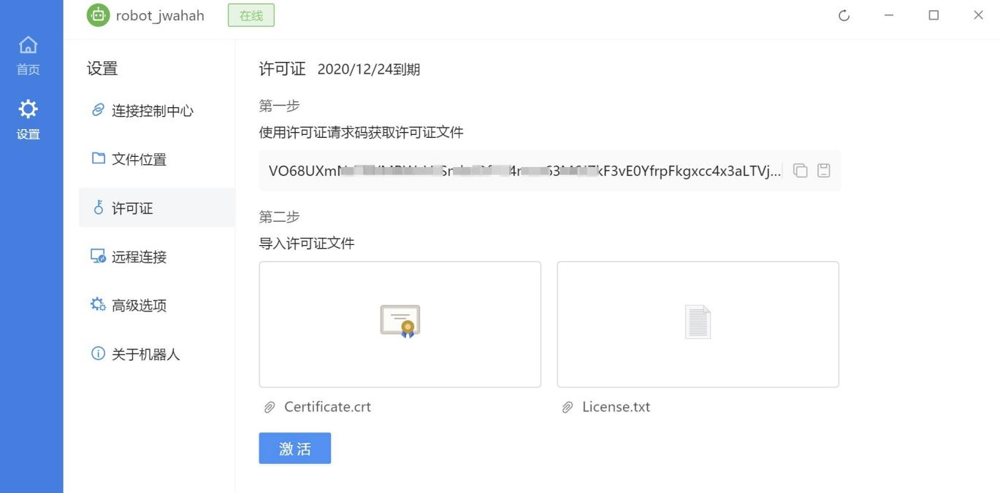 robot_jwahah
在线
首页
设置
设置
连接控制中心
文件位置
许可证
远程连接
高级选项
关于机器人
许可证 2020/12/24到期
第一步
使用许可证请求码获取许可证文件
VO68UXmN kF3vE0YfrpFkgxcc4x3aLTVj...
第二步
导入许可证文件
Certificate.crt
License.txt
激活